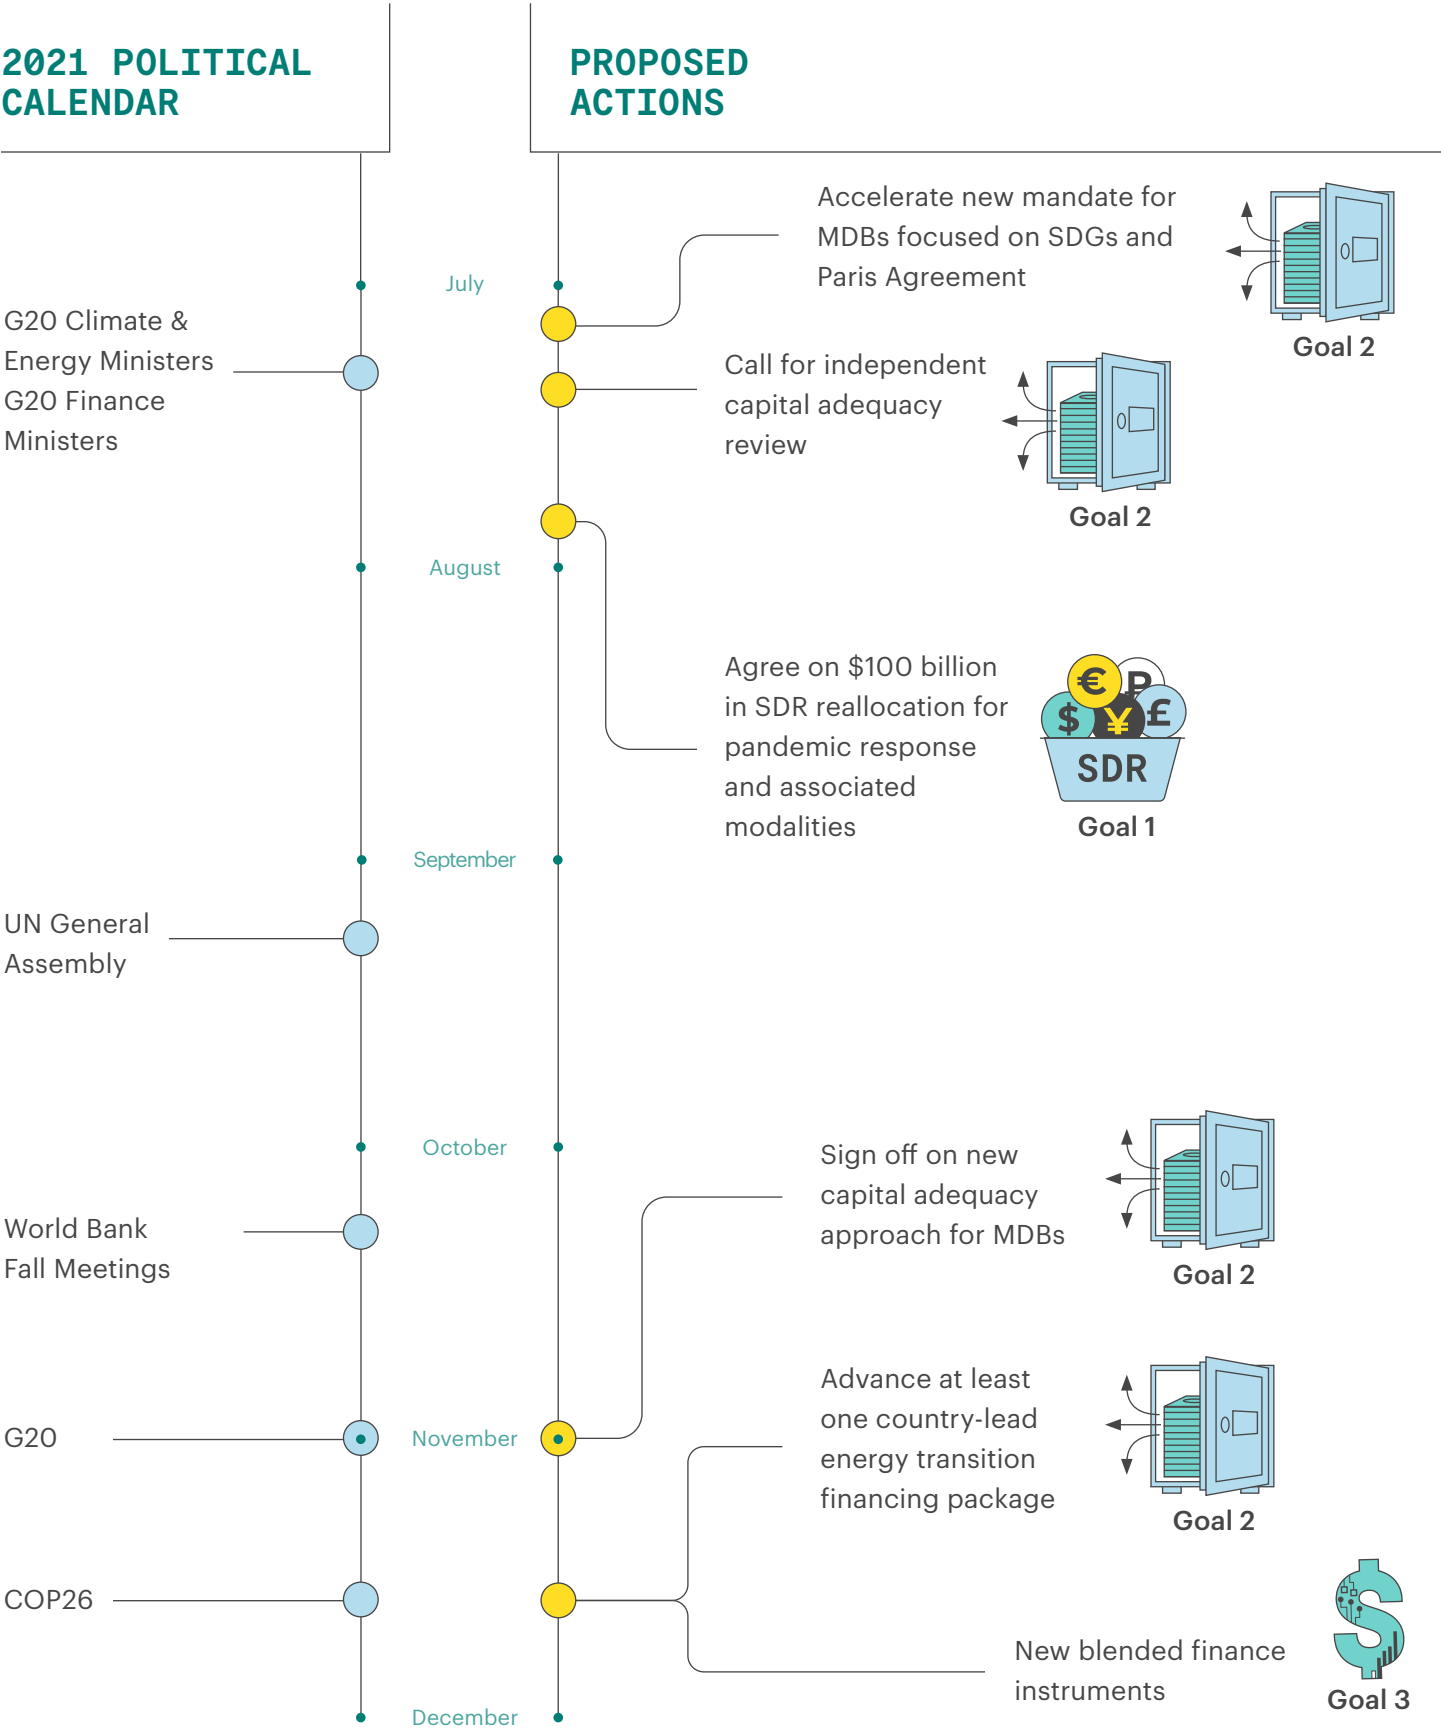 2021 POLITICAL
CALENDAR
PROPOSED
ACTIONS
Accelerate new mandate for
MDBs focused on SDGs and
Paris Agreement
Goal 2
July
G20 Climate &
Energy Ministers
G20 Finance
Ministers
Call for independent
capital adequacy
review
Goal 2
August
Agree on $100 billion
in SDR reallocation for
pandemic response
and associated
modalities
€ ₽
$ ¥ £
SDR
Goal 1
September
UN General
Assembly
October
Sign off on new
capital adequacy
approach for MDBs
Goal 2
World Bank
Fall Meetings
Advance at least
one country-lead
energy transition
financing package
Goal 2
G20
November
COP26
New blended finance
instruments
$
Goal 3
December